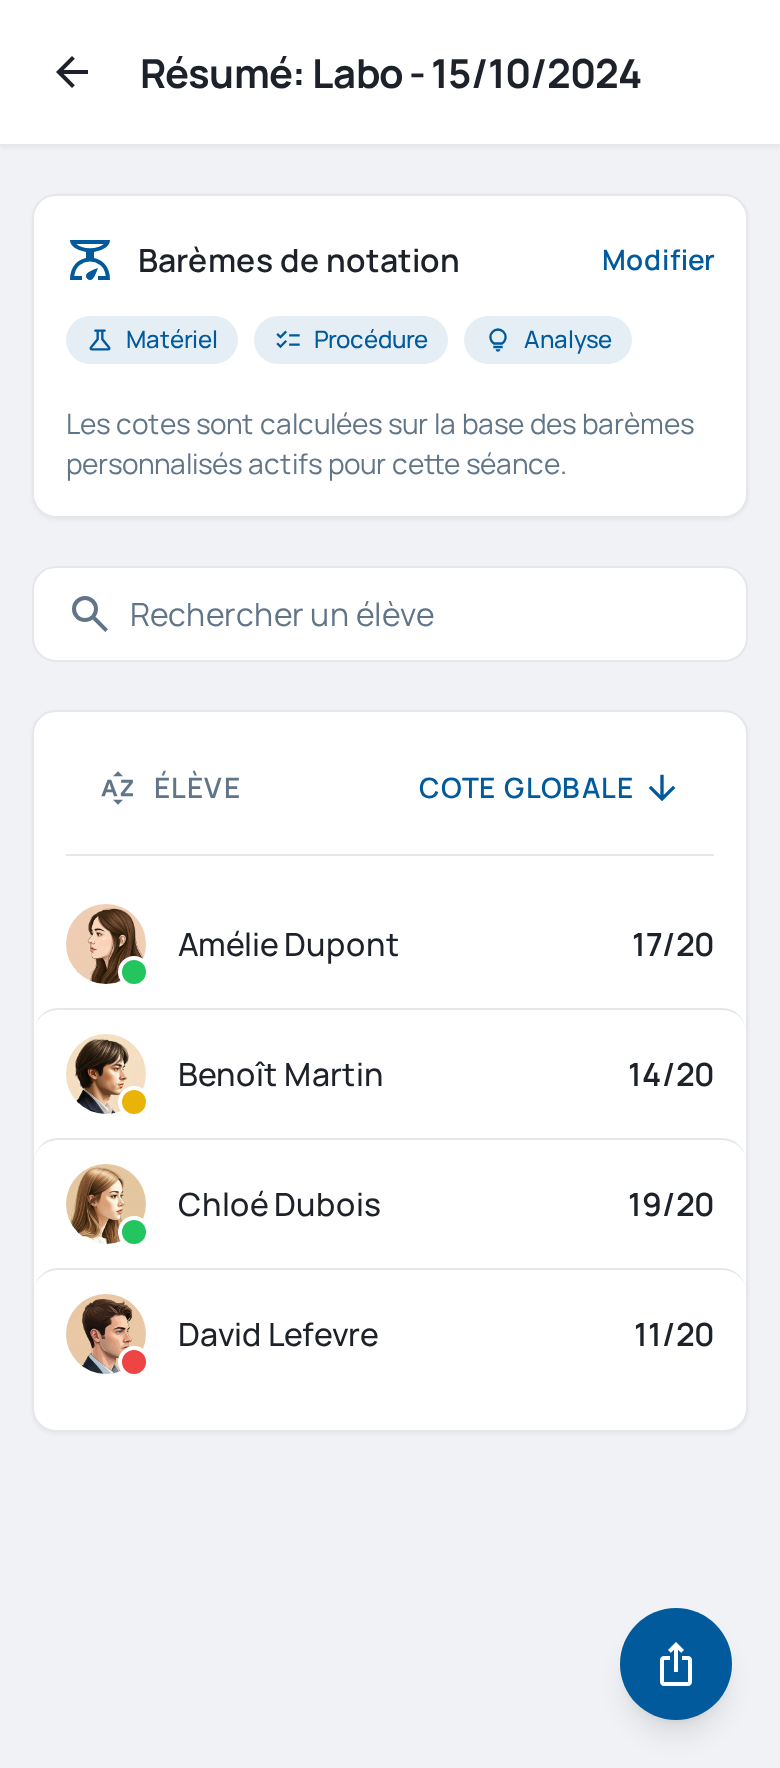 Résumé: Labo - 15/10/2024
Barèmes de notation
Modifier
Matériel
Procédure
Analyse
Les cotes sont calculées sur la base des barèmes
personnalisés actifs pour cette séance.
Rechercher un élève
AZ ÉLÈVE
COTE GLOBALE
Amélie Dupont
17/20
Benoît Martin
14/20
Chloé Dubois
19/20
David Lefevre
11/20